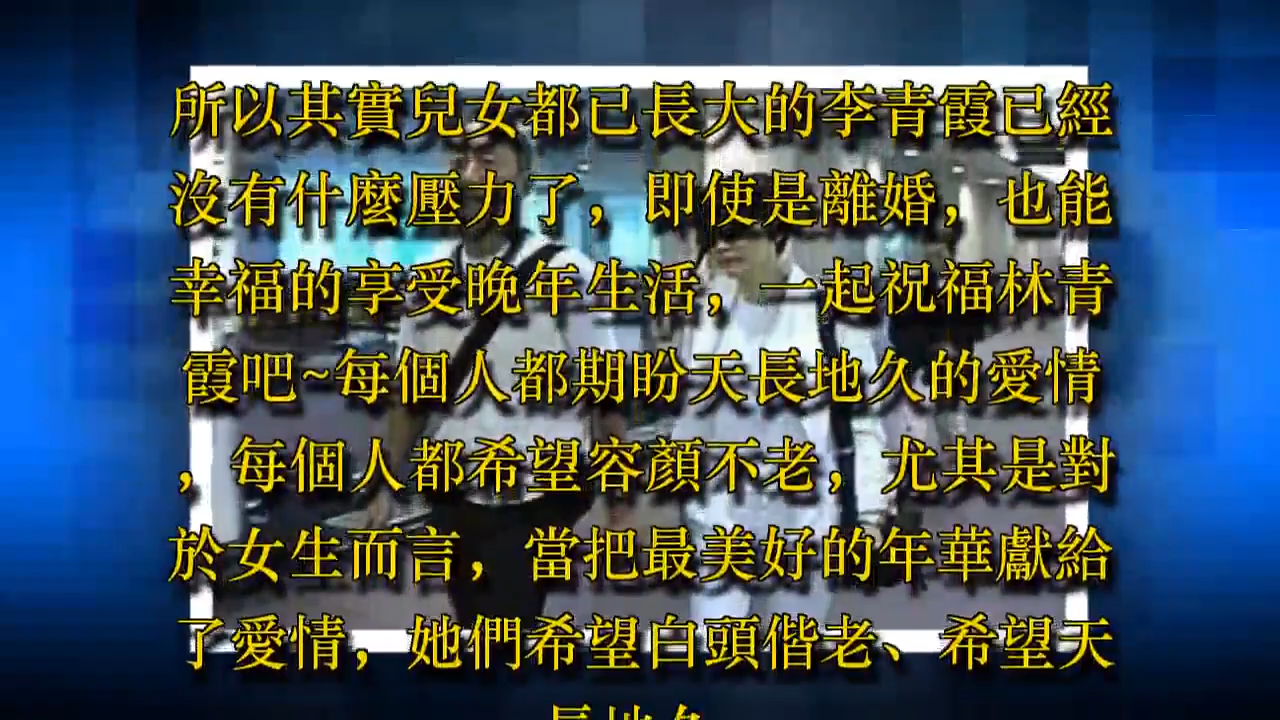 所以其實兒女都已長大的李青霞已經
沒有什麼壓力了，即使是離婚，也能
幸福的享受晚年生活，一起祝福林青
霞吧~每個人都期盼天長地久的愛情
，每個人都希望容顏不老，尤其是對
於女生而言，當把最美好的年華獻給
了愛情，她們希望白頭偕老、希望天
長地久